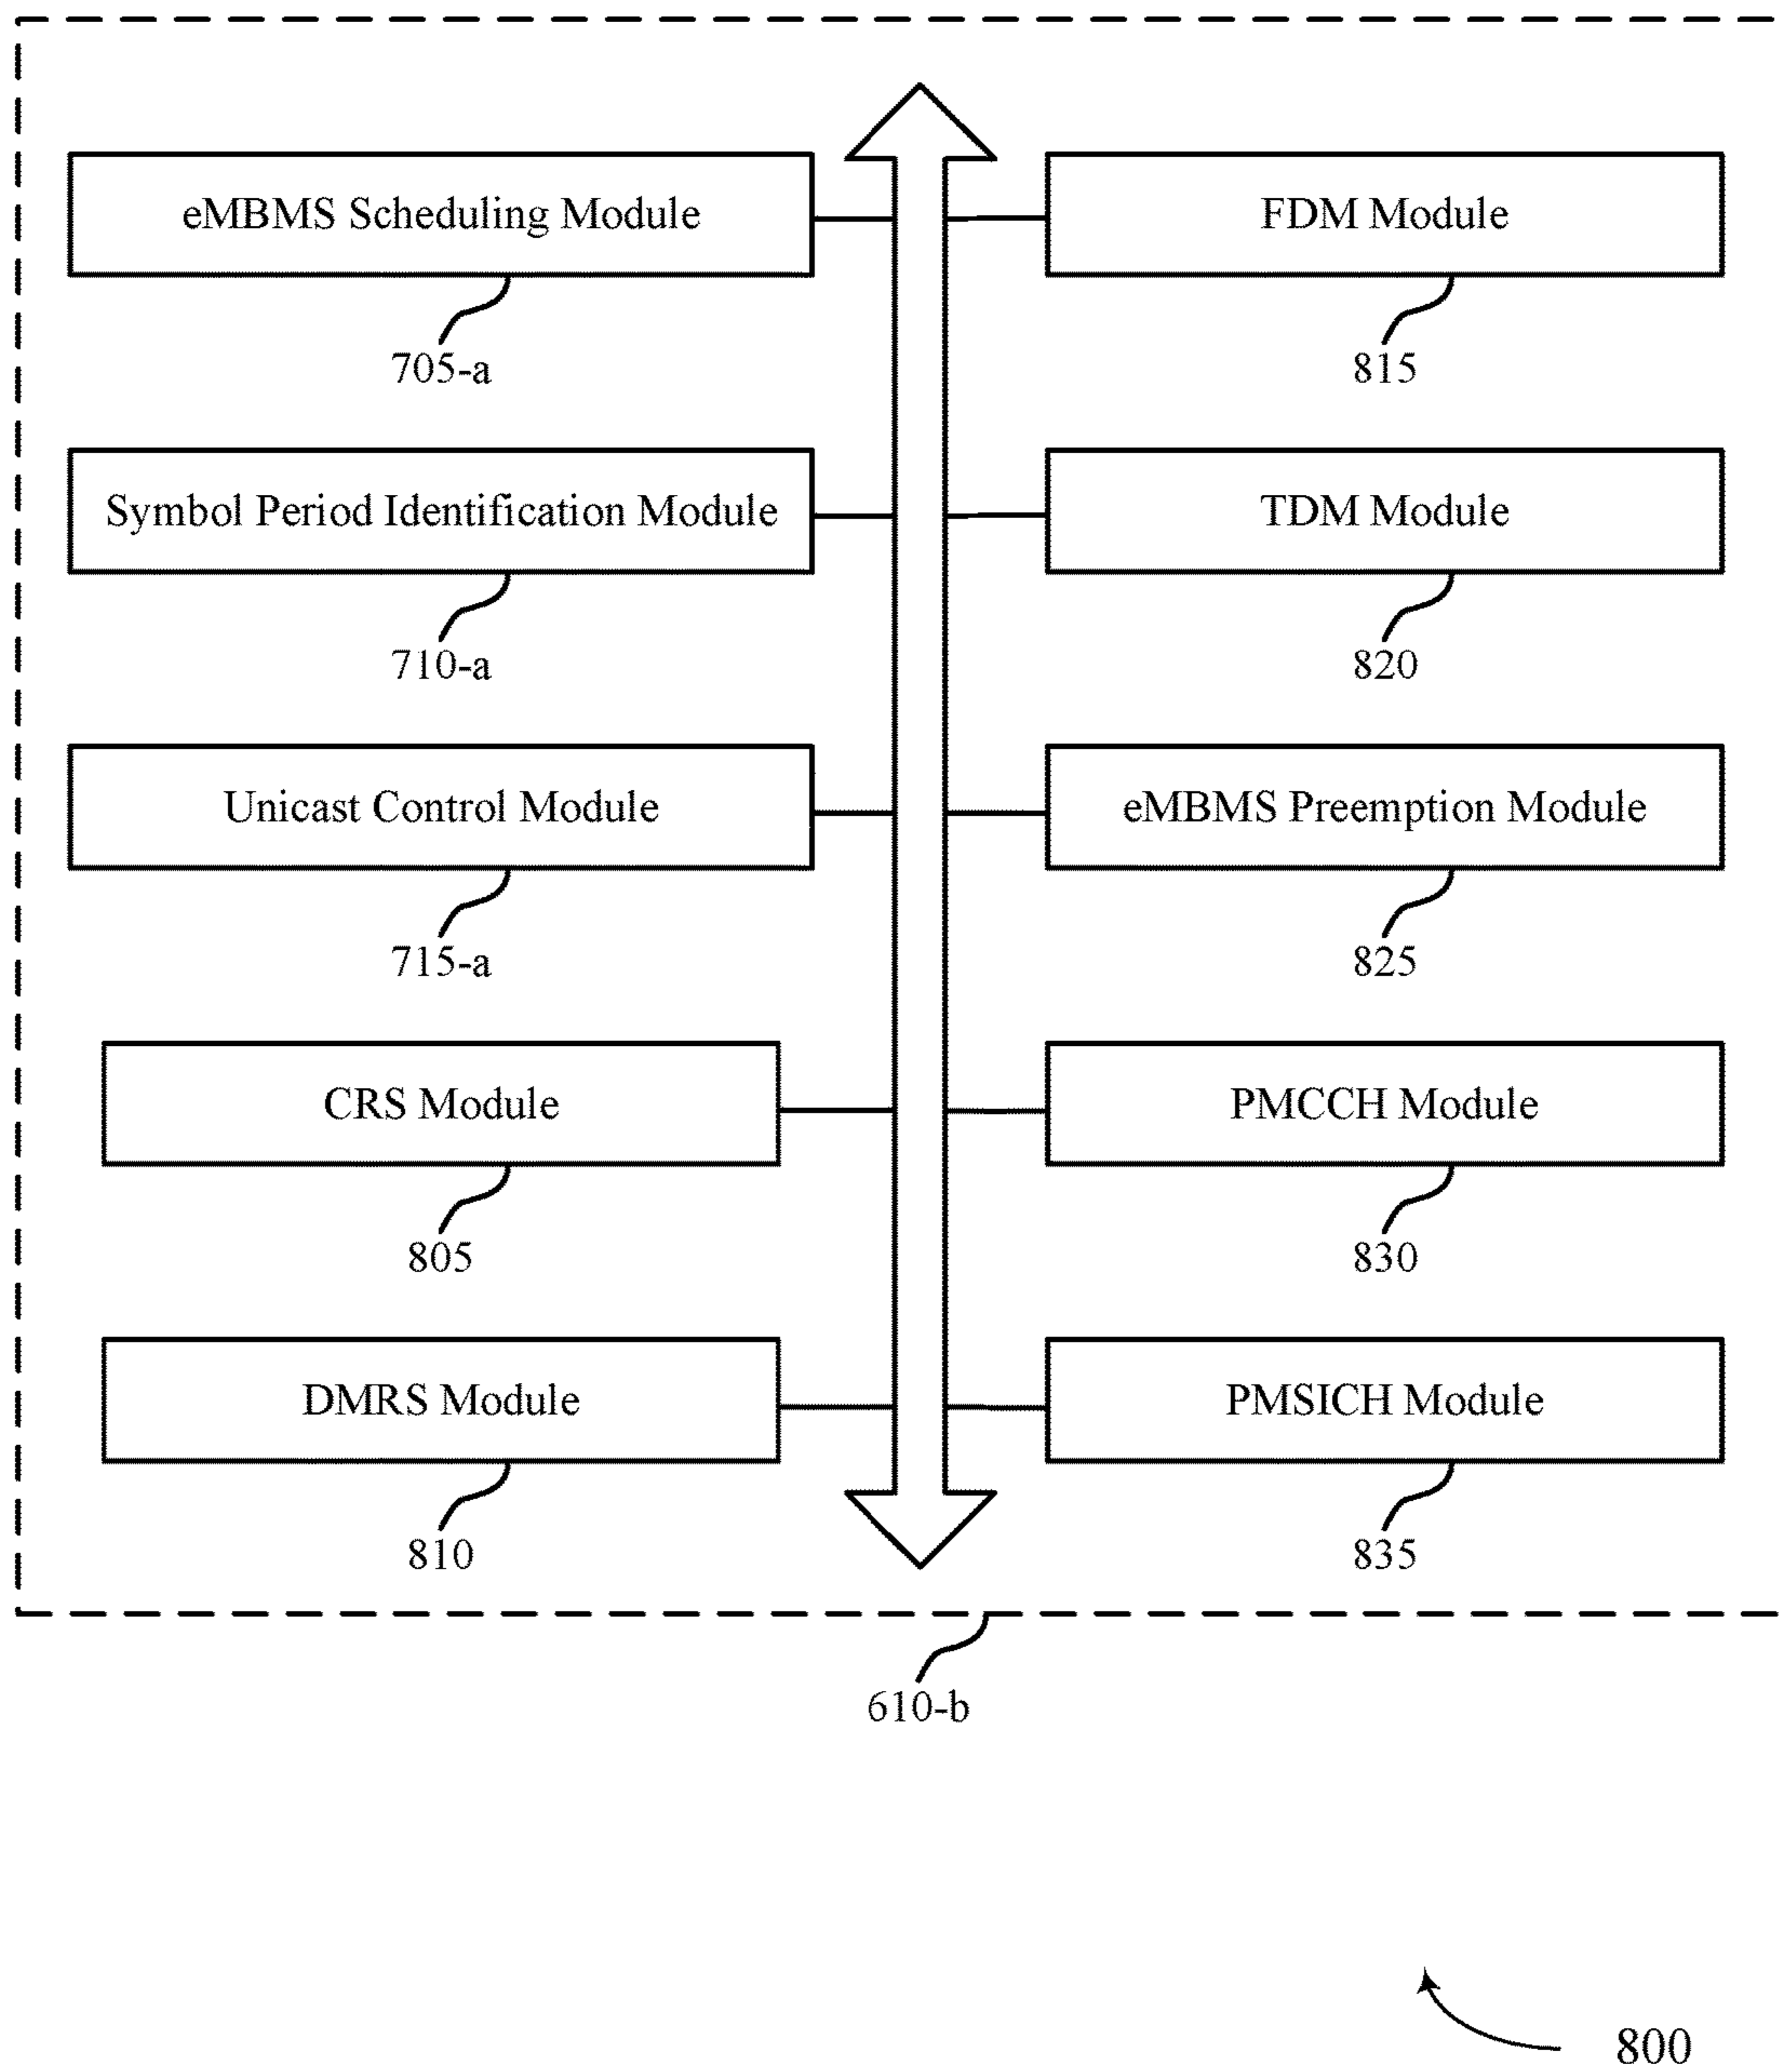 eMBMS Scheduling Module
705-a
Symbol Period Identification Module
710-a
Unicast Control Module
715-a
CRS Module
805
DMRS Module
810
FDM Module
815
TDM Module
820
eMBMS Preemption Module
825
PMCCH Module
830
PMSICH Module
835
610-b
800